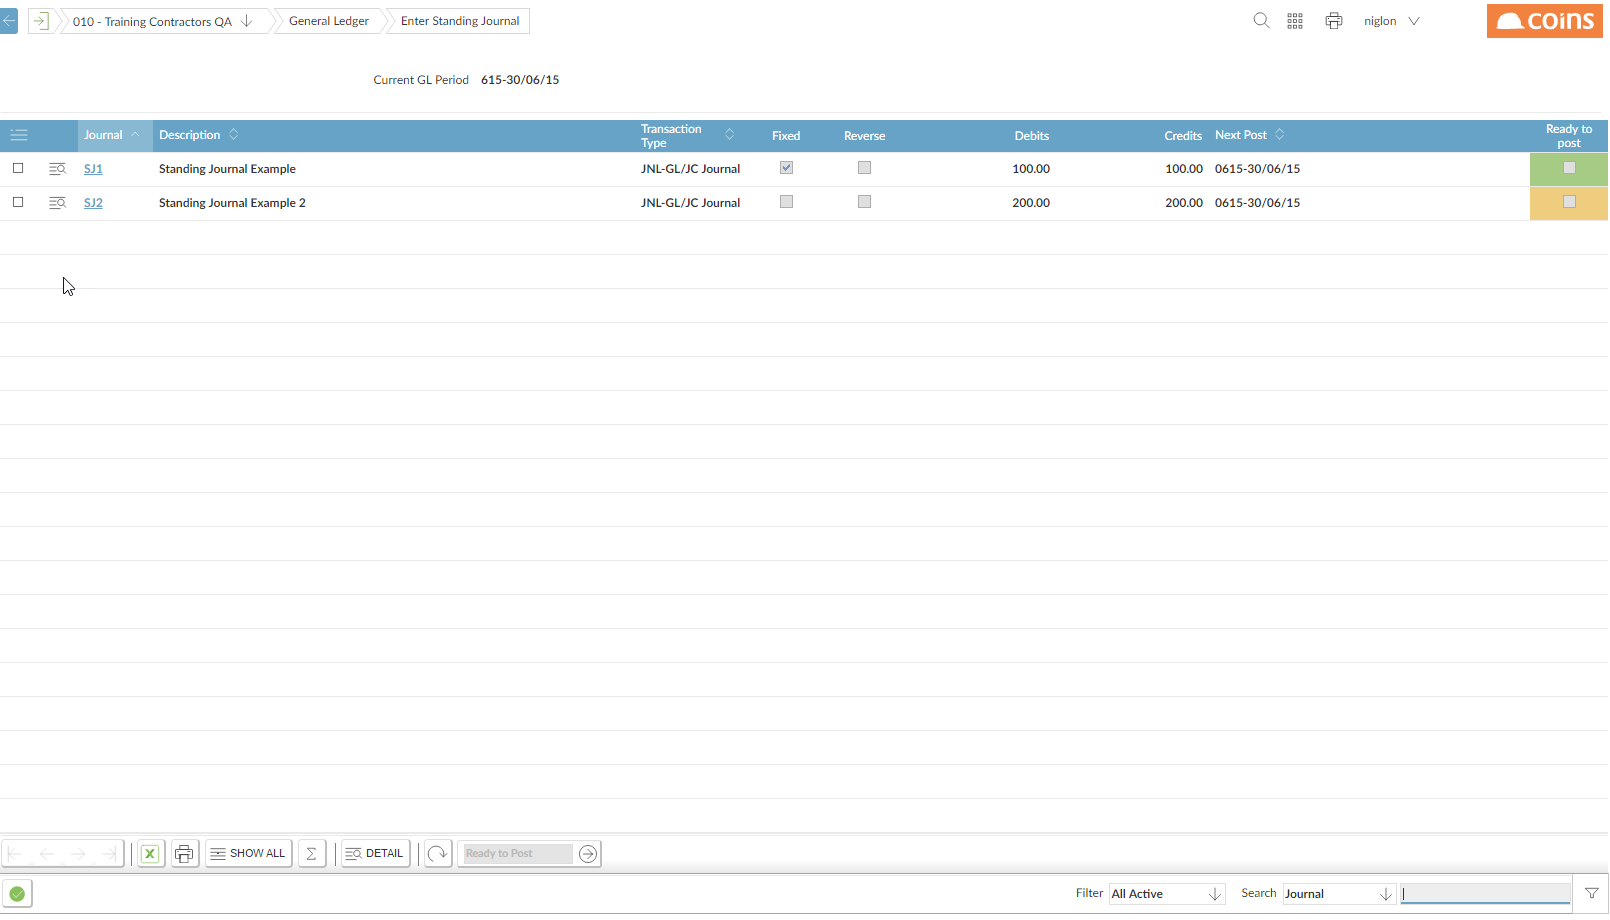 010 - Training Contractors QA General Ledger Enter Standing Journal niglon coins
Current GL Period 615-30/06/15
Journal Description Transaction Type Fixed Reverse Debits Credits Next Post Ready to post
SJ1 Standing Journal Example JNL-GL/JC Journal 100.00 100.00 0615-30/06/15
SJ2 Standing Journal Example 2 JNL-GL/JC Journal 200.00 200.00 0615-30/06/15
X SHOW ALL Σ DETAIL Ready to Post
Filter All Active Search Journal